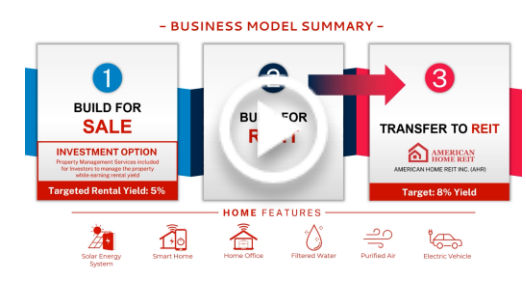 – BUSINESS MODEL SUMMARY –
1
BUILD FOR
SALE
INVESTMENT OPTION
Property Management Services included
for Investors to manage the property
while earning rental yield
Targeted Rental Yield: 5%
2
FOR
3
TRANSFER TO REIT
AMERICAN
HOME REIT
AMERICAN HOME REIT INC. (AHR)
Target: 8% Yield
HOME FEATURES
Solar Energy
System
Smart Home
Home Office
Filtered Water
Purified Air
Electric Vehicle